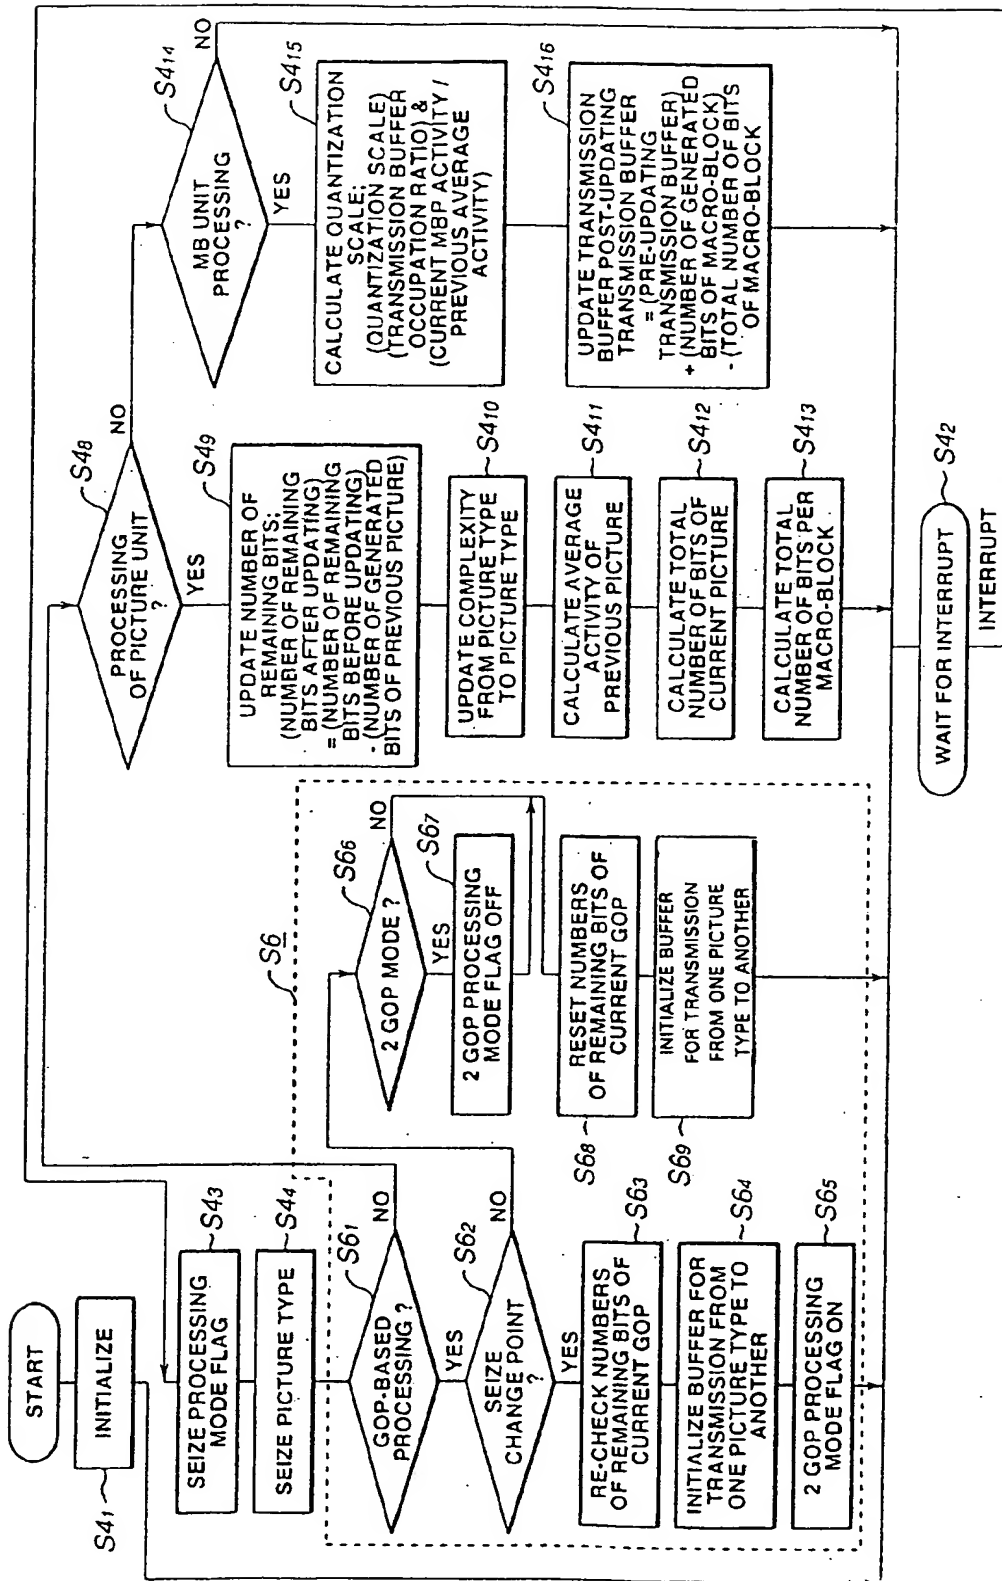 START
INITIALIZE
S41
SEIZE PROCESSING
MODE FLAG
S43
SEIZE PICTURE TYPE
S44
GOP-BASED
PROCESSING ?
S61
NO
YES
SEIZE
CHANGE POINT
?
S62
NO
YES
RE-CHECK NUMBERS
OF REMAINING BITS OF
CURRENT GOP
S63
INITIALIZE BUFFER FOR
TRANSMISSION FROM
ONE PICTURE TYPE TO
ANOTHER
S64
2 GOP PROCESSING
MODE FLAG ON
S65
S6
2 GOP MODE ?
S66
NO
YES
2 GOP PROCESSING
MODE FLAG OFF
S67
RESET NUMBERS
OF REMAINING BITS OF
CURRENT GOP
S68
INITIALIZE BUFFER
FOR TRANSMISSION
FROM ONE PICTURE
TYPE TO ANOTHER
S69
PROCESSING
OF PICTURE UNIT
?
S48
NO
YES
UPDATE NUMBER OF
REMAINING BITS;
(NUMBER OF REMAINING
BITS AFTER UPDATING)
= (NUMBER OF REMAINING
BITS BEFORE UPDATING)
- (NUMBER OF GENERATED
BITS OF PREVIOUS PICTURE)
S49
UPDATE COMPLEXITY
FROM PICTURE TYPE
TO PICTURE TYPE
S410
CALCULATE AVERAGE
ACTIVITY OF
PREVIOUS PICTURE
S411
CALCULATE TOTAL
NUMBER OF BITS OF
CURRENT PICTURE
S412
CALCULATE TOTAL
NUMBER OF BITS PER
MACRO-BLOCK
S413
MB UNIT
PROCESSING
?
S414
NO
YES
CALCULATE QUANTIZATION
SCALE;
(QUANTIZATION SCALE)
(TRANSMISSION BUFFER
OCCUPATION RATIO) &
(CURRENT MBP ACTIVITY /
PREVIOUS AVERAGE
ACTIVITY)
S415
UPDATE TRANSMISSION
BUFFER POST-UPDATING
TRANSMISSION BUFFER
= (PRE-UPDATING
TRANSMISSION BUFFER)
+ (NUMBER OF GENERATED
BITS OF MACRO-BLOCK)
- (TOTAL NUMBER OF BITS
OF MACRO-BLOCK
S416
WAIT FOR INTERRUPT
S42
INTERRUPT